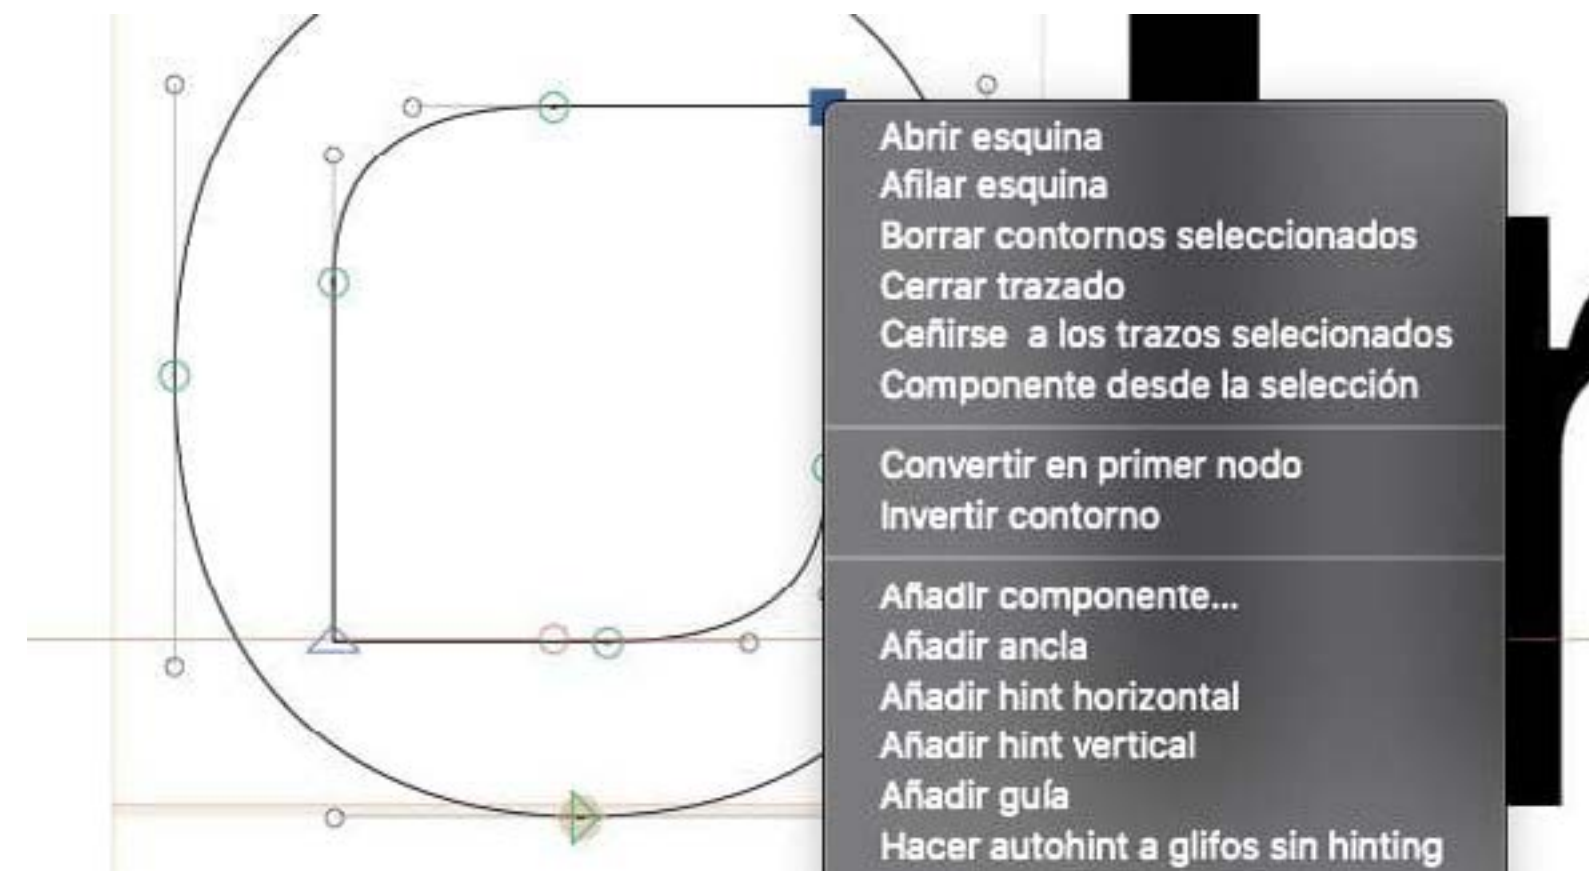 Abrir esquina
Afilar esquina
Borrar contornos seleccionados
Cerrar trazado
Ceñirse  a los trazos selecionados
Componente desde la selección
Convertir en primer nodo
Invertir contorno
Añadir componente...
Añadir ancla
Añadir hint horizontal
Añadir hint vertical
Añadir guía
Hacer autohint a glifos sin hinting